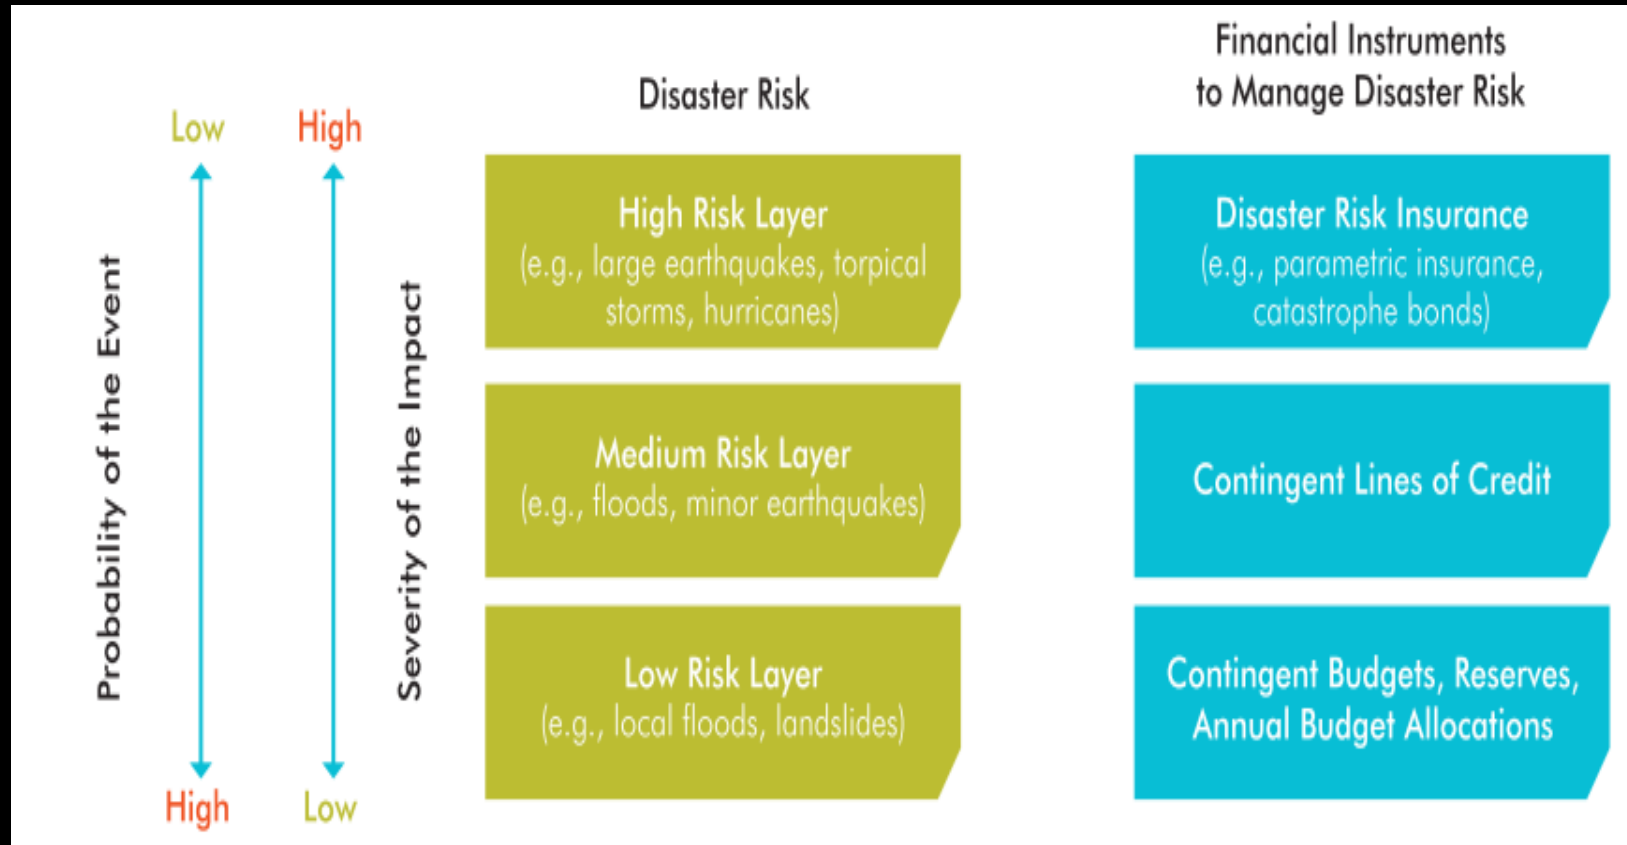 Financial Instruments
to Manage Disaster Risk
Disaster Risk
Low
High
Probability of the Event
Severity of the Impact
High Risk Layer
(e.g., large earthquakes, torpical
storms, hurricanes)
Disaster Risk Insurance
(e.g., parametric insurance,
catastrophe bonds)
Medium Risk Layer
(e.g., floods, minor earthquakes)
Contingent Lines of Credit
Low Risk Layer
(e.g., local floods, landslides)
Contingent Budgets, Reserves,
Annual Budget Allocations
High
Low